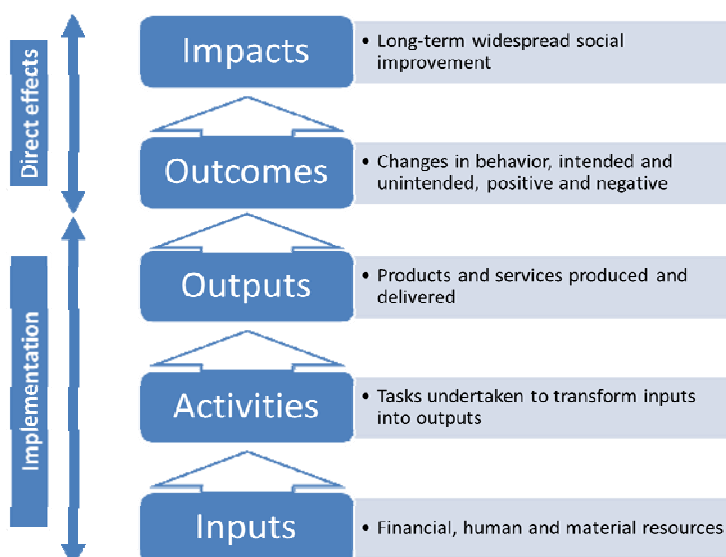 Direct effects
Implementation
Impacts
• Long-term widespread social
improvement
Outcomes
• Changes in behavior, intended and
unintended, positive and negative
Outputs
• Products and services produced and
delivered
Activities
• Tasks undertaken to transform inputs
into outputs
Inputs
• Financial, human and material resources